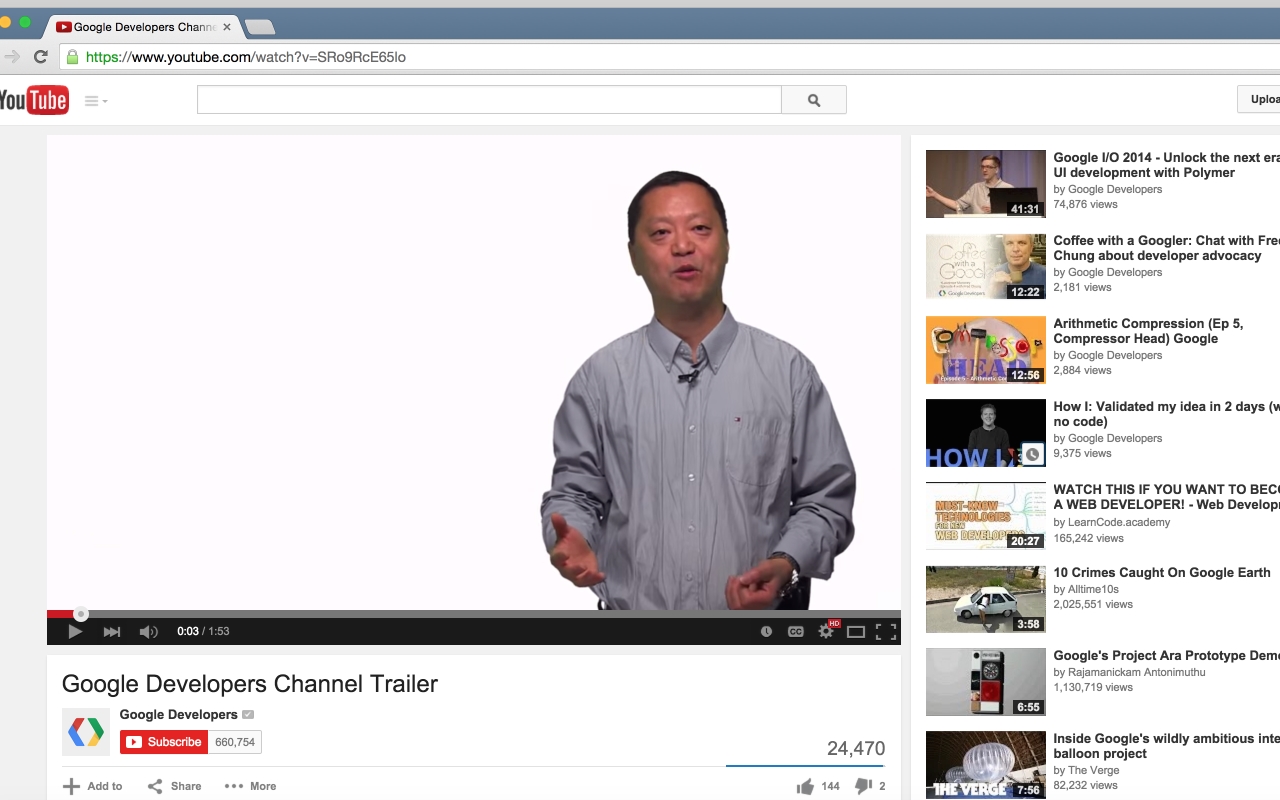 Google Developers Channe
https://www.youtube.com/watch?v=SRo9RcE65lo
YouTube
Uploa
0:03 / 1:53
CC
HD
Google Developers Channel Trailer
Google Developers
Subscribe 660,754
24,470
Add to Share More
144 2
41:31
Google I/O 2014 - Unlock the next era
UI development with Polymer
by Google Developers
74,876 views
Coffee
with a
12:22
Google Developers
Coffee with a Googler: Chat with Fred
Chung about developer advocacy
by Google Developers
2,181 views
HEAD
12:56
Arithmetic Compression (Ep 5,
Compressor Head) Google
by Google Developers
2,884 views
HOW I
How I: Validated my idea in 2 days (w
no code)
by Google Developers
9,375 views
MUST-KNOW
TECHNOLOGIES
FOR NEW
WEB DEVELOPERS
20:27
WATCH THIS IF YOU WANT TO BECO
A WEB DEVELOPER! - Web Develop
by LearnCode.academy
165,242 views
3:58
10 Crimes Caught On Google Earth
by Alltime10s
2,025,551 views
6:55
Google's Project Ara Prototype Demo
by Rajamanickam Antonimuthu
1,130,719 views
THE VERGE
7:56
Inside Google's wildly ambitious inte
balloon project
by The Verge
82,232 views